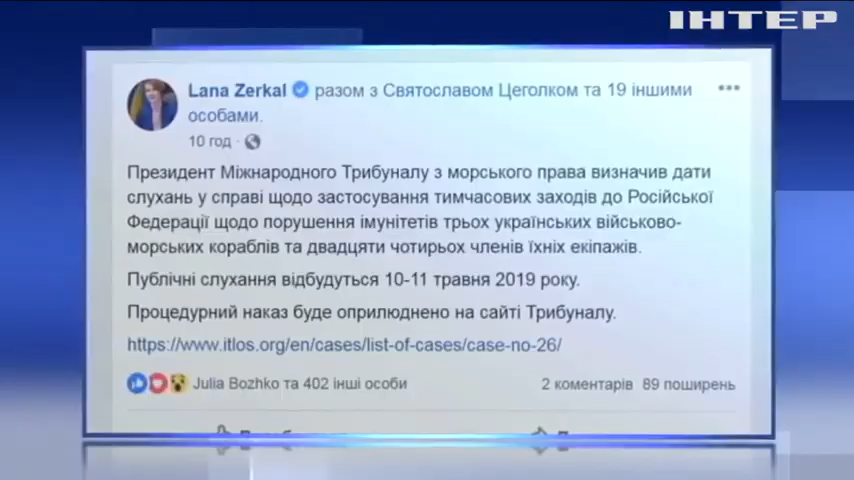 ІНТЕР
Lana Zerkal разом з Святославом Цеголком та 19 іншими
особами.
10 год ·
Президент Міжнародного Трибуналу з морського права визначив дати
слухань у справі щодо застосування тимчасових заходів до Російської
Федерації щодо порушення імунітетів трьох українських військово-
морських кораблів та двадцяти чотирьох членів їхніх екіпажів.
Публічні слухання відбудуться 10-11 травня 2019 року.
Процедурний наказ буде оприлюднено на сайті Трибуналу.
https://www.itlos.org/en/cases/list-of-cases/case-no-26/
Julia Bozhko та 402 інші особи
2 коментарів 89 поширень